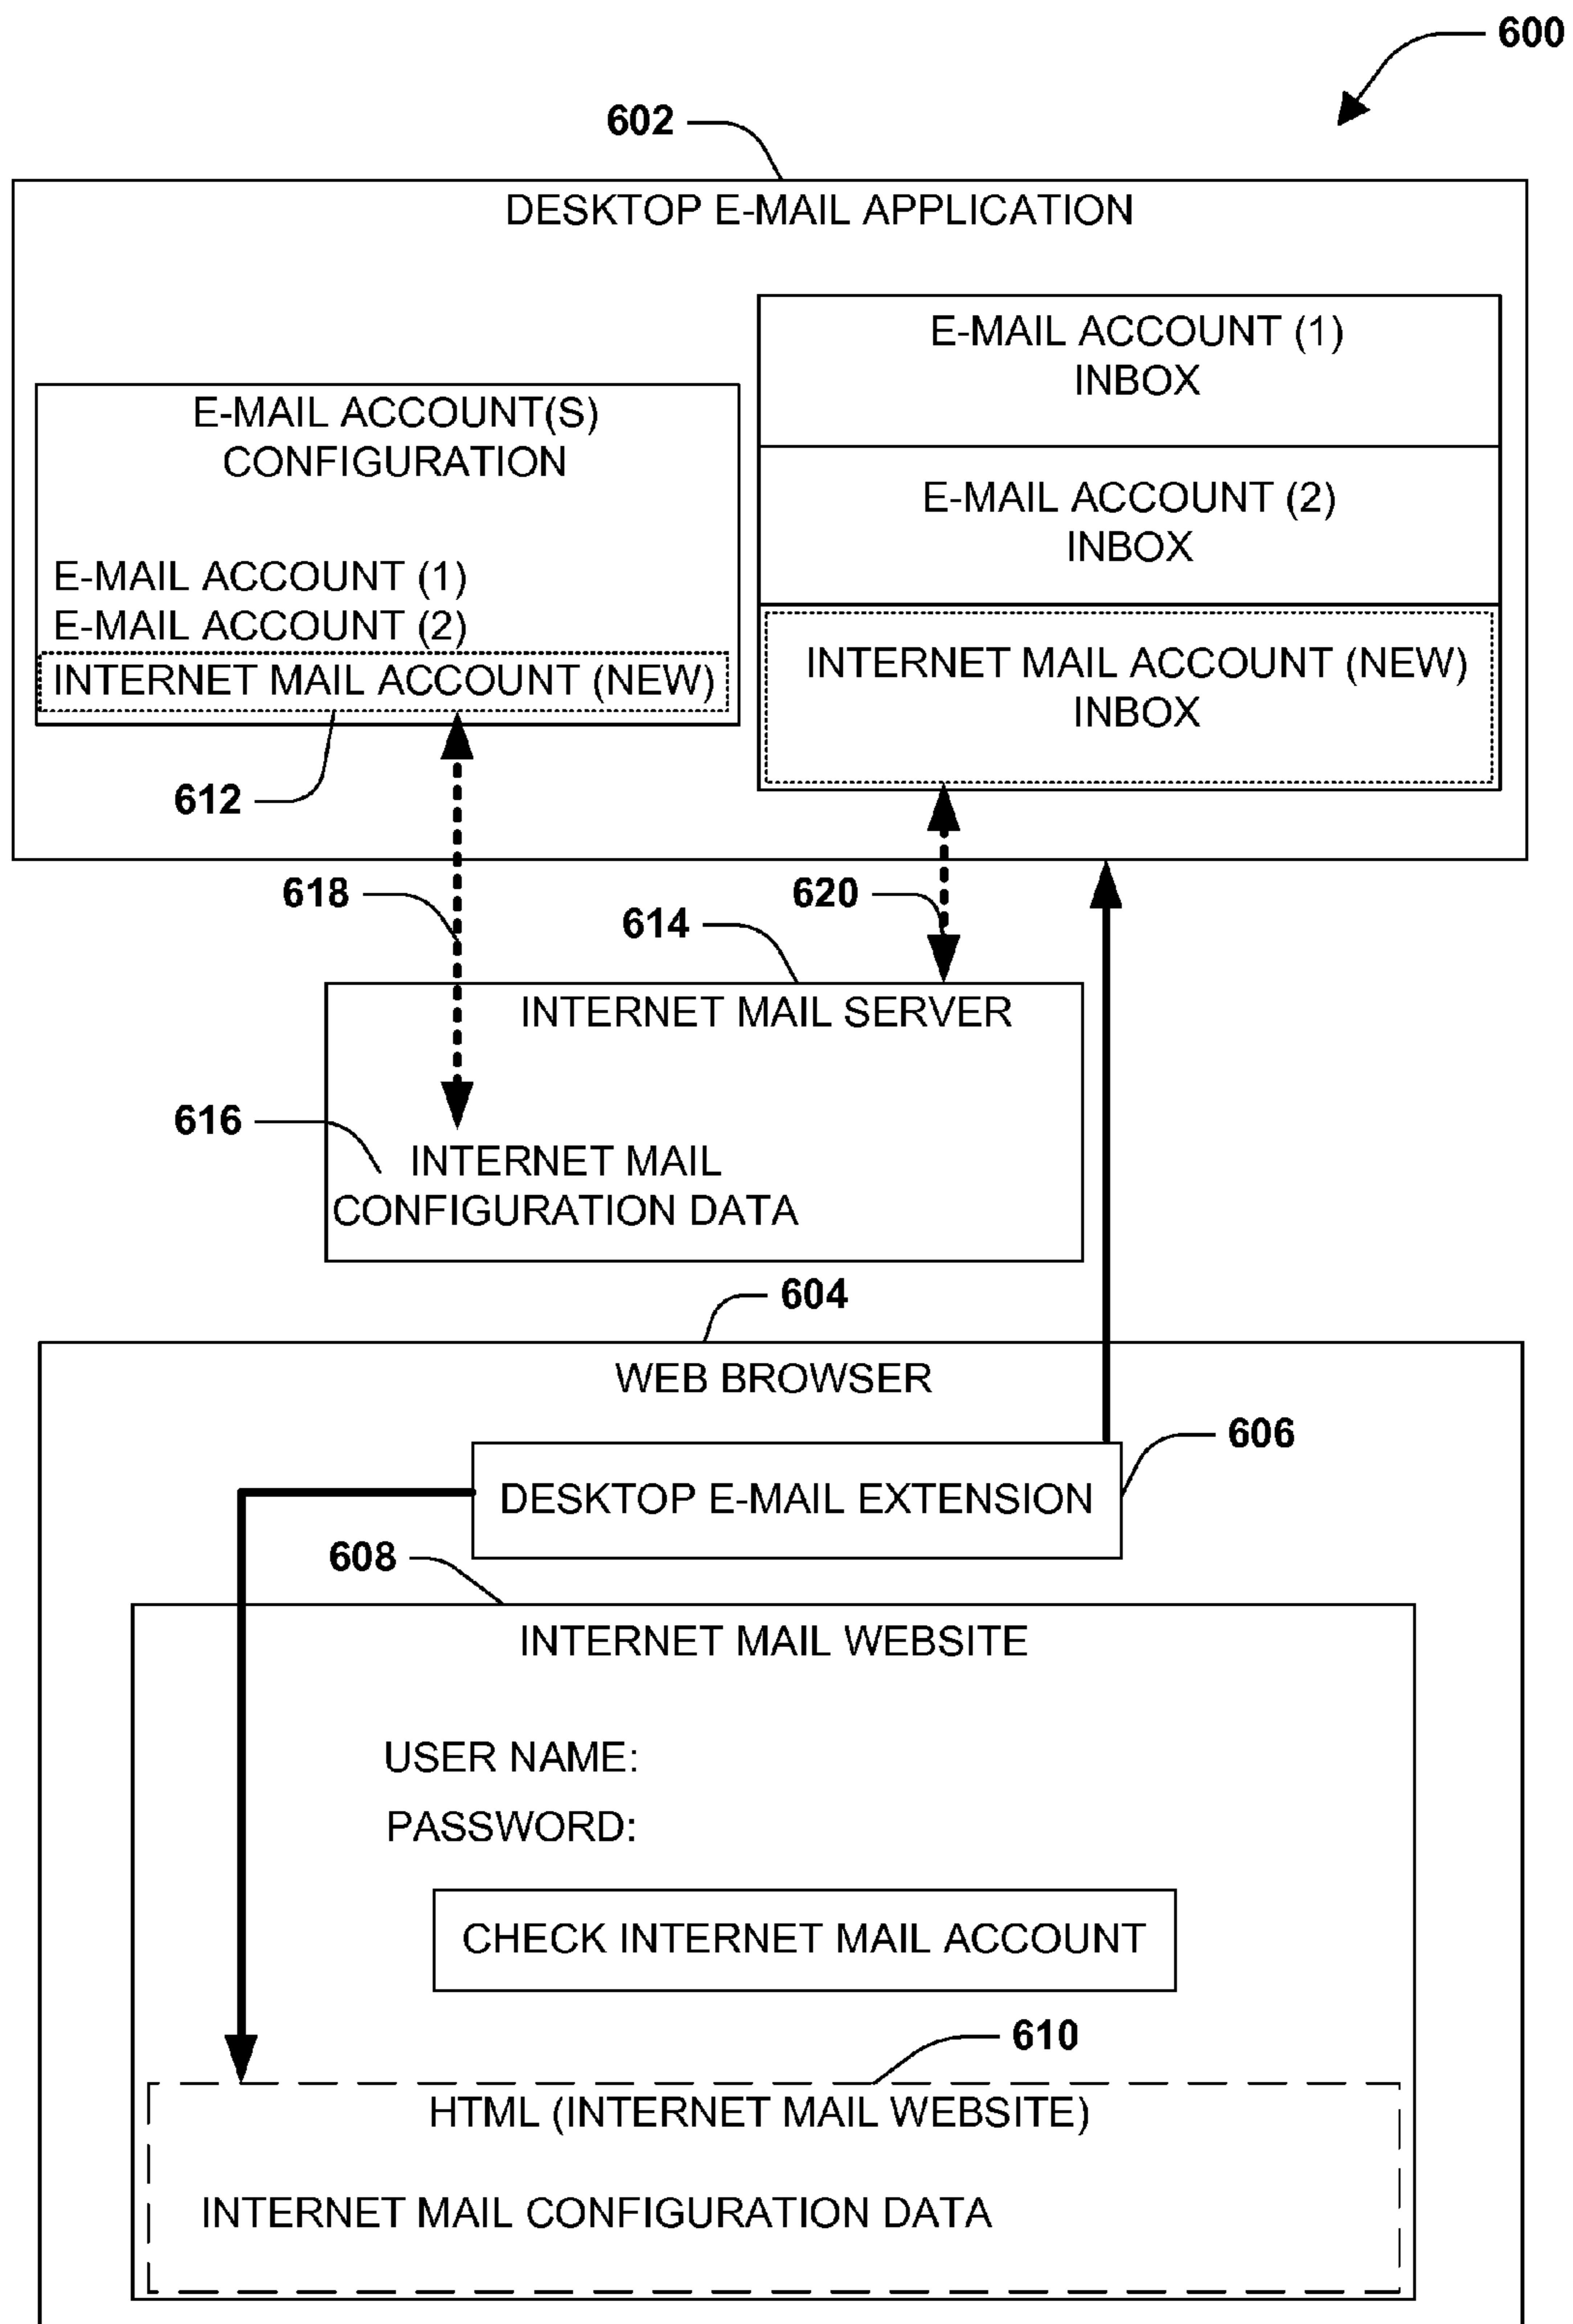 600
602
DESKTOP E-MAIL APPLICATION
E-MAIL ACCOUNT(S)
CONFIGURATION
E-MAIL ACCOUNT (1)
E-MAIL ACCOUNT (2)
INTERNET MAIL ACCOUNT (NEW)
612
E-MAIL ACCOUNT (1)
INBOX
E-MAIL ACCOUNT (2)
INBOX
INTERNET MAIL ACCOUNT (NEW)
INBOX
618
620
614
INTERNET MAIL SERVER
616
INTERNET MAIL
CONFIGURATION DATA
604
WEB BROWSER
606
DESKTOP E-MAIL EXTENSION
608
INTERNET MAIL WEBSITE
USER NAME:
PASSWORD:
CHECK INTERNET MAIL ACCOUNT
610
HTML (INTERNET MAIL WEBSITE)
INTERNET MAIL CONFIGURATION DATA